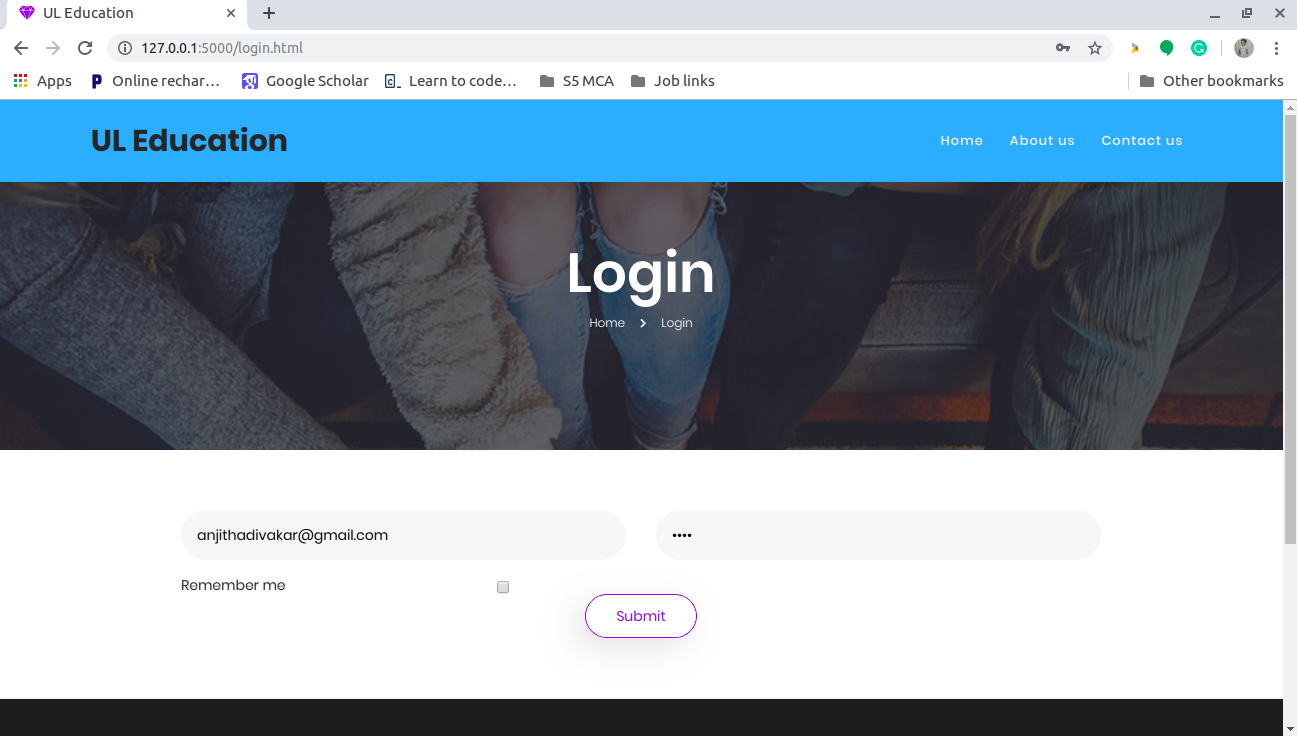 UL Education
127.0.0.1:5000/login.html
Apps Online rechar… Google Scholar Learn to code… S5 MCA Job links Other bookmarks
UL Education Home About us Contact us
Login
Home Login
anjithadivakar@gmail.com ••••
Remember me
Submit